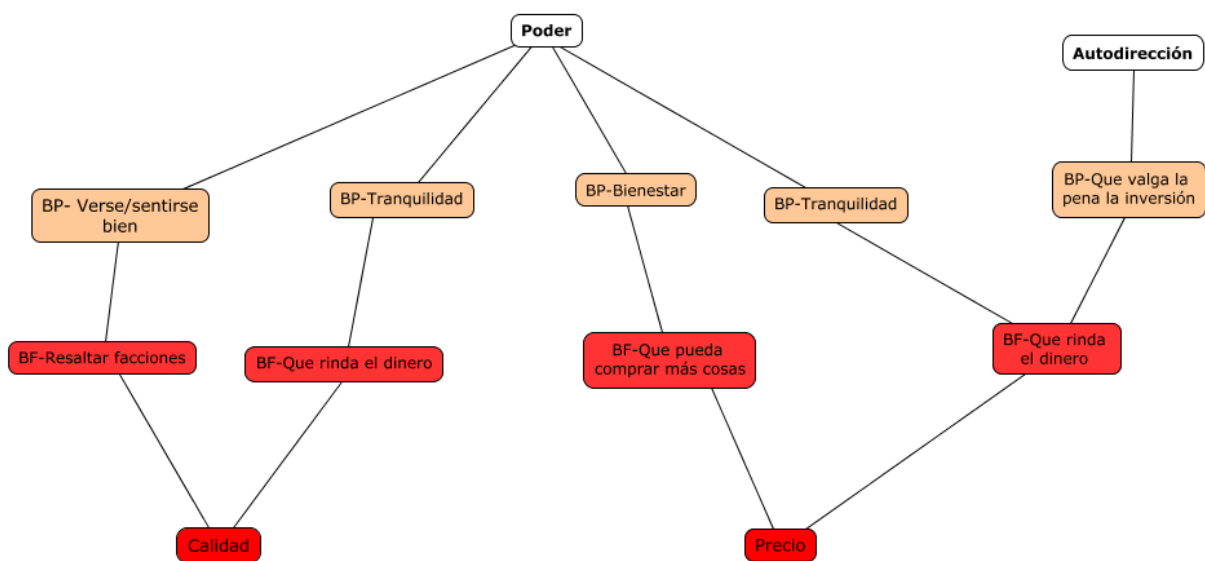 Poder
Autodirección
BP- Verse/sentirse
bien
BP-Tranquilidad
BP-Bienestar
BP-Tranquilidad
BP-Que valga la
pena la inversión
BF-Resaltar facciones
BF-Que rinda el dinero
BF-Que pueda
comprar más cosas
BF-Que rinda
el dinero
Calidad
Precio